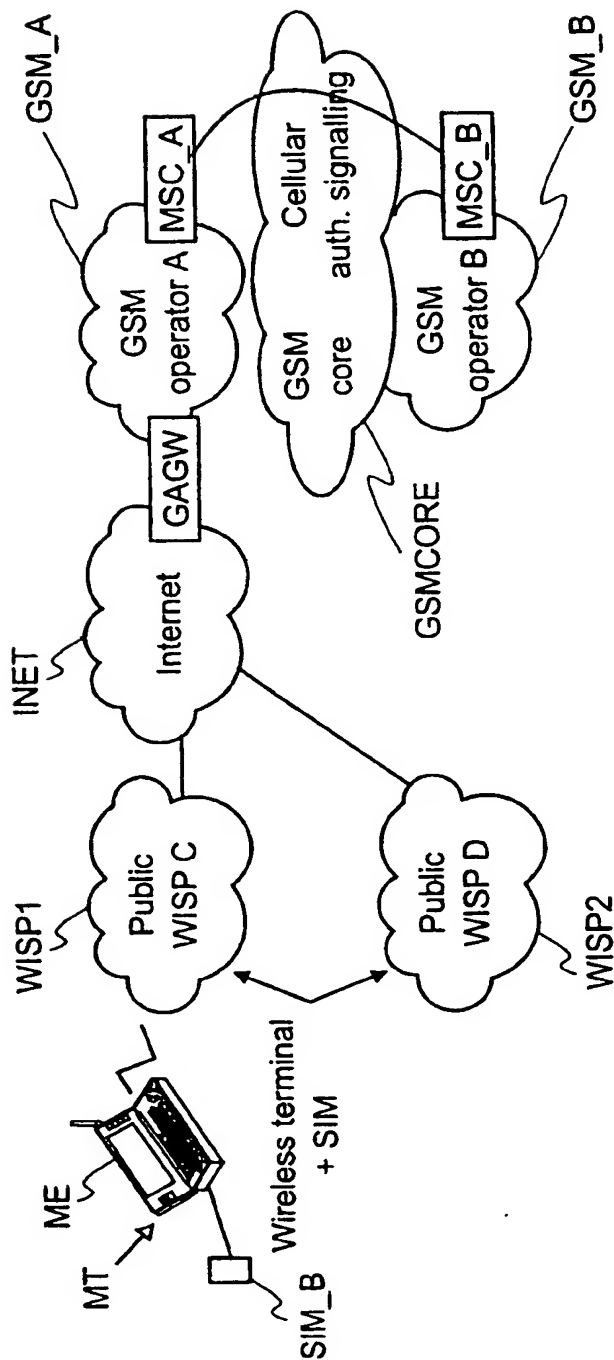 MT
ME
SIM_B
Wireless terminal
+ SIM
WISP1
Public
WISP C
Public
WISP D
WISP2
INET
Internet
GAGW
GSM
operator A
MSC_A
GSM_A
GSM
core
Cellular
auth. signalling
GSMCORE
GSM
operator B
MSC_B
GSM_B